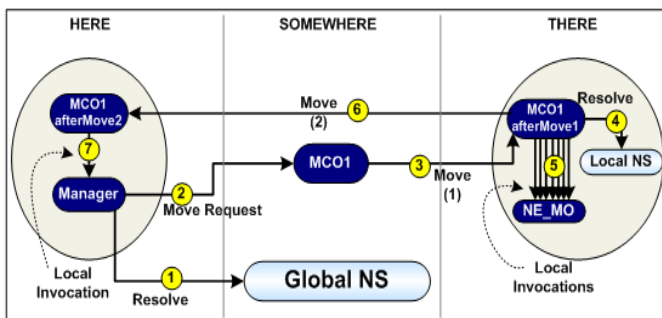 HERE
SOMEWHERE
THERE
MCO1
afterMove2
7
Manager
2
Move Request
Local
Invocation
1
Resolve
Move
(2)
6
MCO1
3
Move
(1)
Global NS
MCO1
afterMove1
Resolve
4
Local NS
5
NE_MO
Local
Invocations